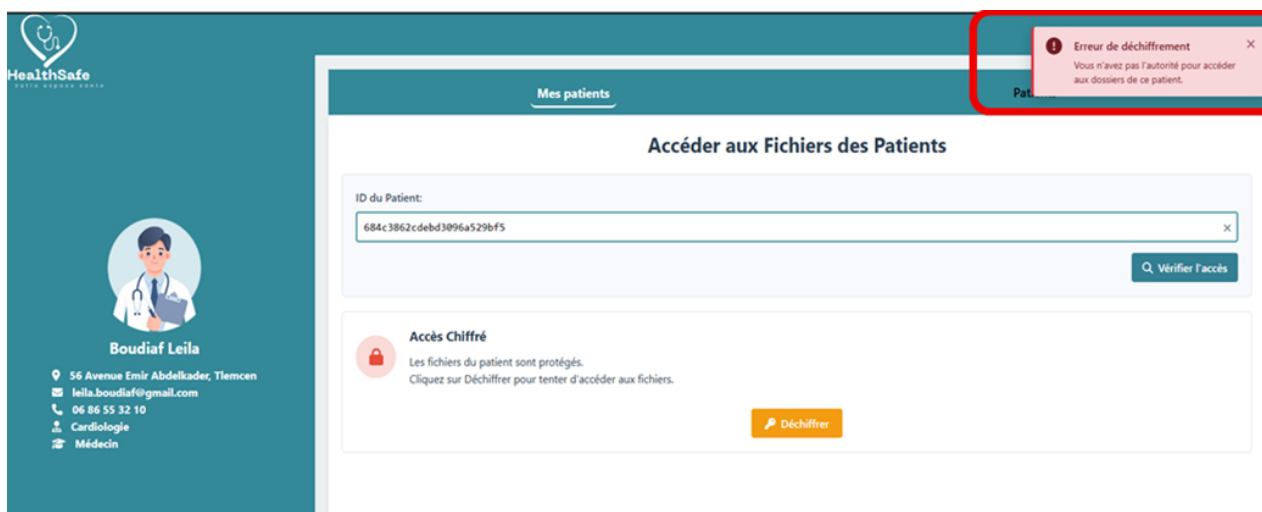 HealthSafe
votre espace sante
Erreur de déchiffrement
Vous n'avez pas l'autorité pour accéder
aux dossiers de ce patient.
Mes patients
Accéder aux Fichiers des Patients
ID du Patient:
684c3862cdebd3096a529bf5
Vérifier l'accès
Accès Chiffré
Les fichiers du patient sont protégés.
Cliquez sur Déchiffrer pour tenter d'accéder aux fichiers.
Déchiffrer
Boudiaf Leila
56 Avenue Emir Abdelkader, Tlemcen
leila.boudiaf@gmail.com
06 86 55 32 10
Cardiologie
Médecin